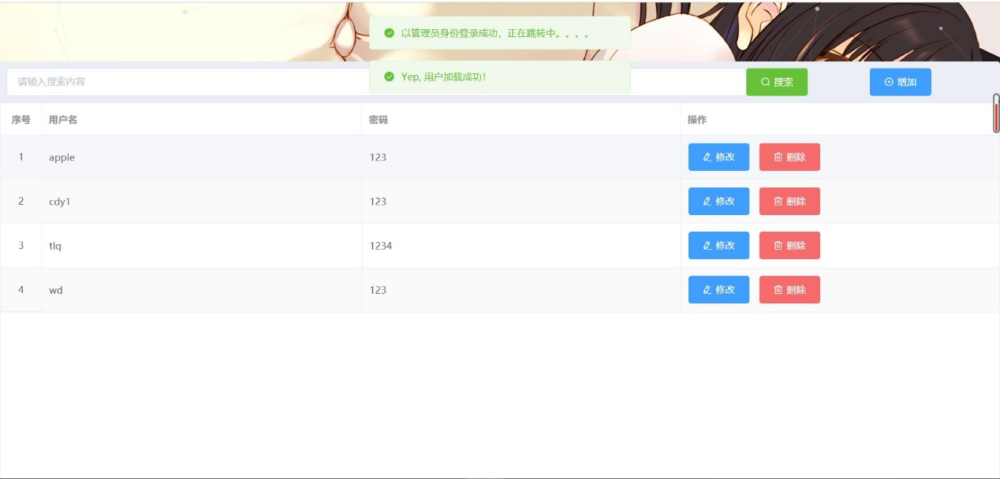 以管理员身份登录成功，正在跳转中。。。。
Yep, 用户加载成功!
请输入搜索内容 搜索 增加
序号 用户名 密码 操作
1 apple 123 修改 删除
2 cdy1 123 修改 删除
3 tlq 1234 修改 删除
4 wd 123 修改 删除